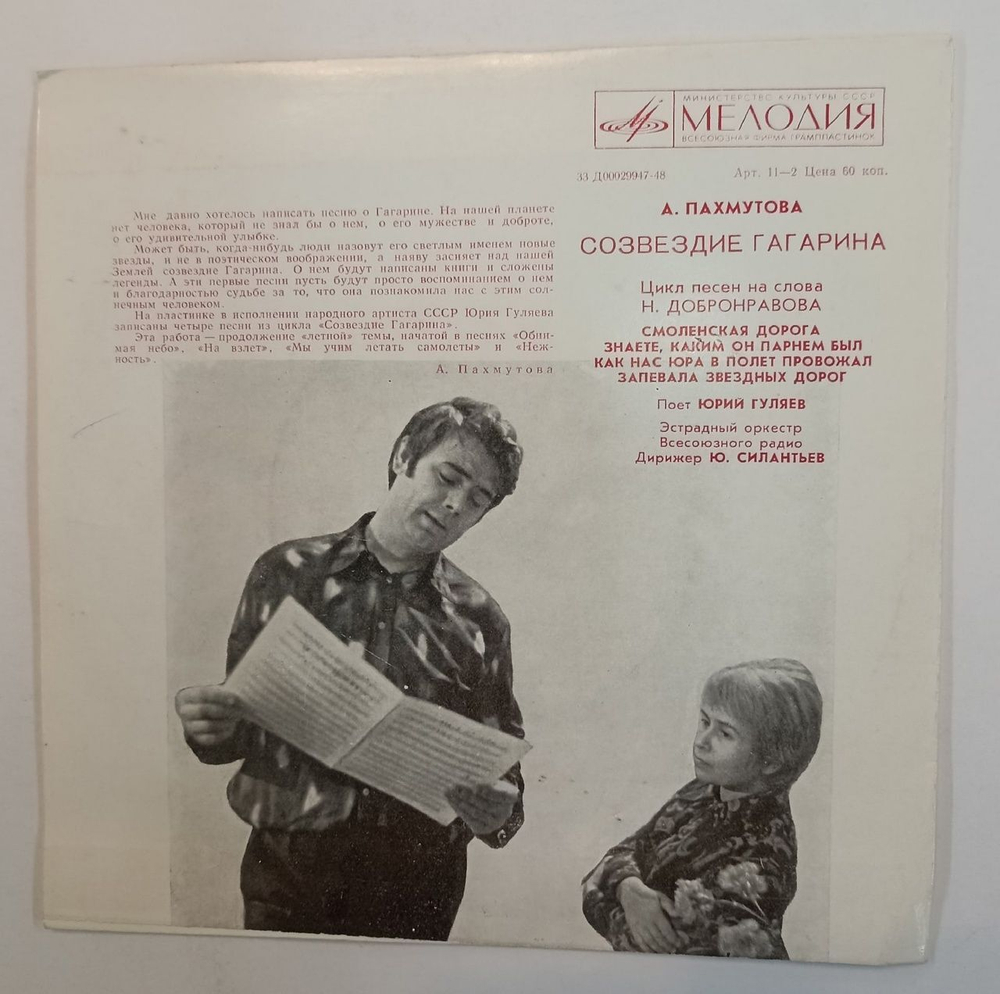 МИНИСТЕРСТВО КУЛЬТУРЫ СССР
МЕЛОДИЯ
ВСЕСОЮЗНАЯ ФИРМА ГРАМПЛАСТИНОК
33 Д00029947-48
Арт. 11—2 Цена 60 коп.
А. ПАХМУТОВА
СОЗВЕЗДИЕ ГАГАРИНА
Цикл песен на слова
Н. ДОБРОНРАВОВА
СМОЛЕНСКАЯ ДОРОГА
ЗНАЕТЕ, КАКИМ ОН ПАРНЕМ БЫЛ
КАК НАС ЮРА В ПОЛЕТ ПРОВОЖАЛ
ЗАПЕВАЛА ЗВЕЗДНЫХ ДОРОГ
Поет ЮРИЙ ГУЛЯЕВ
Эстрадный оркестр
Всесоюзного радио
Дирижер Ю. СИЛАНТЬЕВ
Мне давно хотелось написать песню о Гагарине. На нашей планете
нет человека, который не знал бы о нем, о его мужестве и доброте,
о его удивительной улыбке.
Может быть, когда-нибудь люди назовут его светлым именем новые
звезды, и не в поэтическом воображении, а наяву засияет над нашей
Землей созвездие Гагарина. О нем будут написаны книги и сложены
легенды. А эти первые песни пусть будут просто воспоминанием о нем
и благодарностью судьбе за то, что она познакомила нас с этим сол-
нечным человеком.
На пластинке в исполнении народного артиста СССР Юрия Гуляева
записаны четыре песни из цикла «Созвездие Гагарина».
Эта работа — продолжение «летной» темы, начатой в песнях «Обни-
мая небо», «На взлет», «Мы учим летать самолеты» и «Неж-
ность».
А. Пахмутова